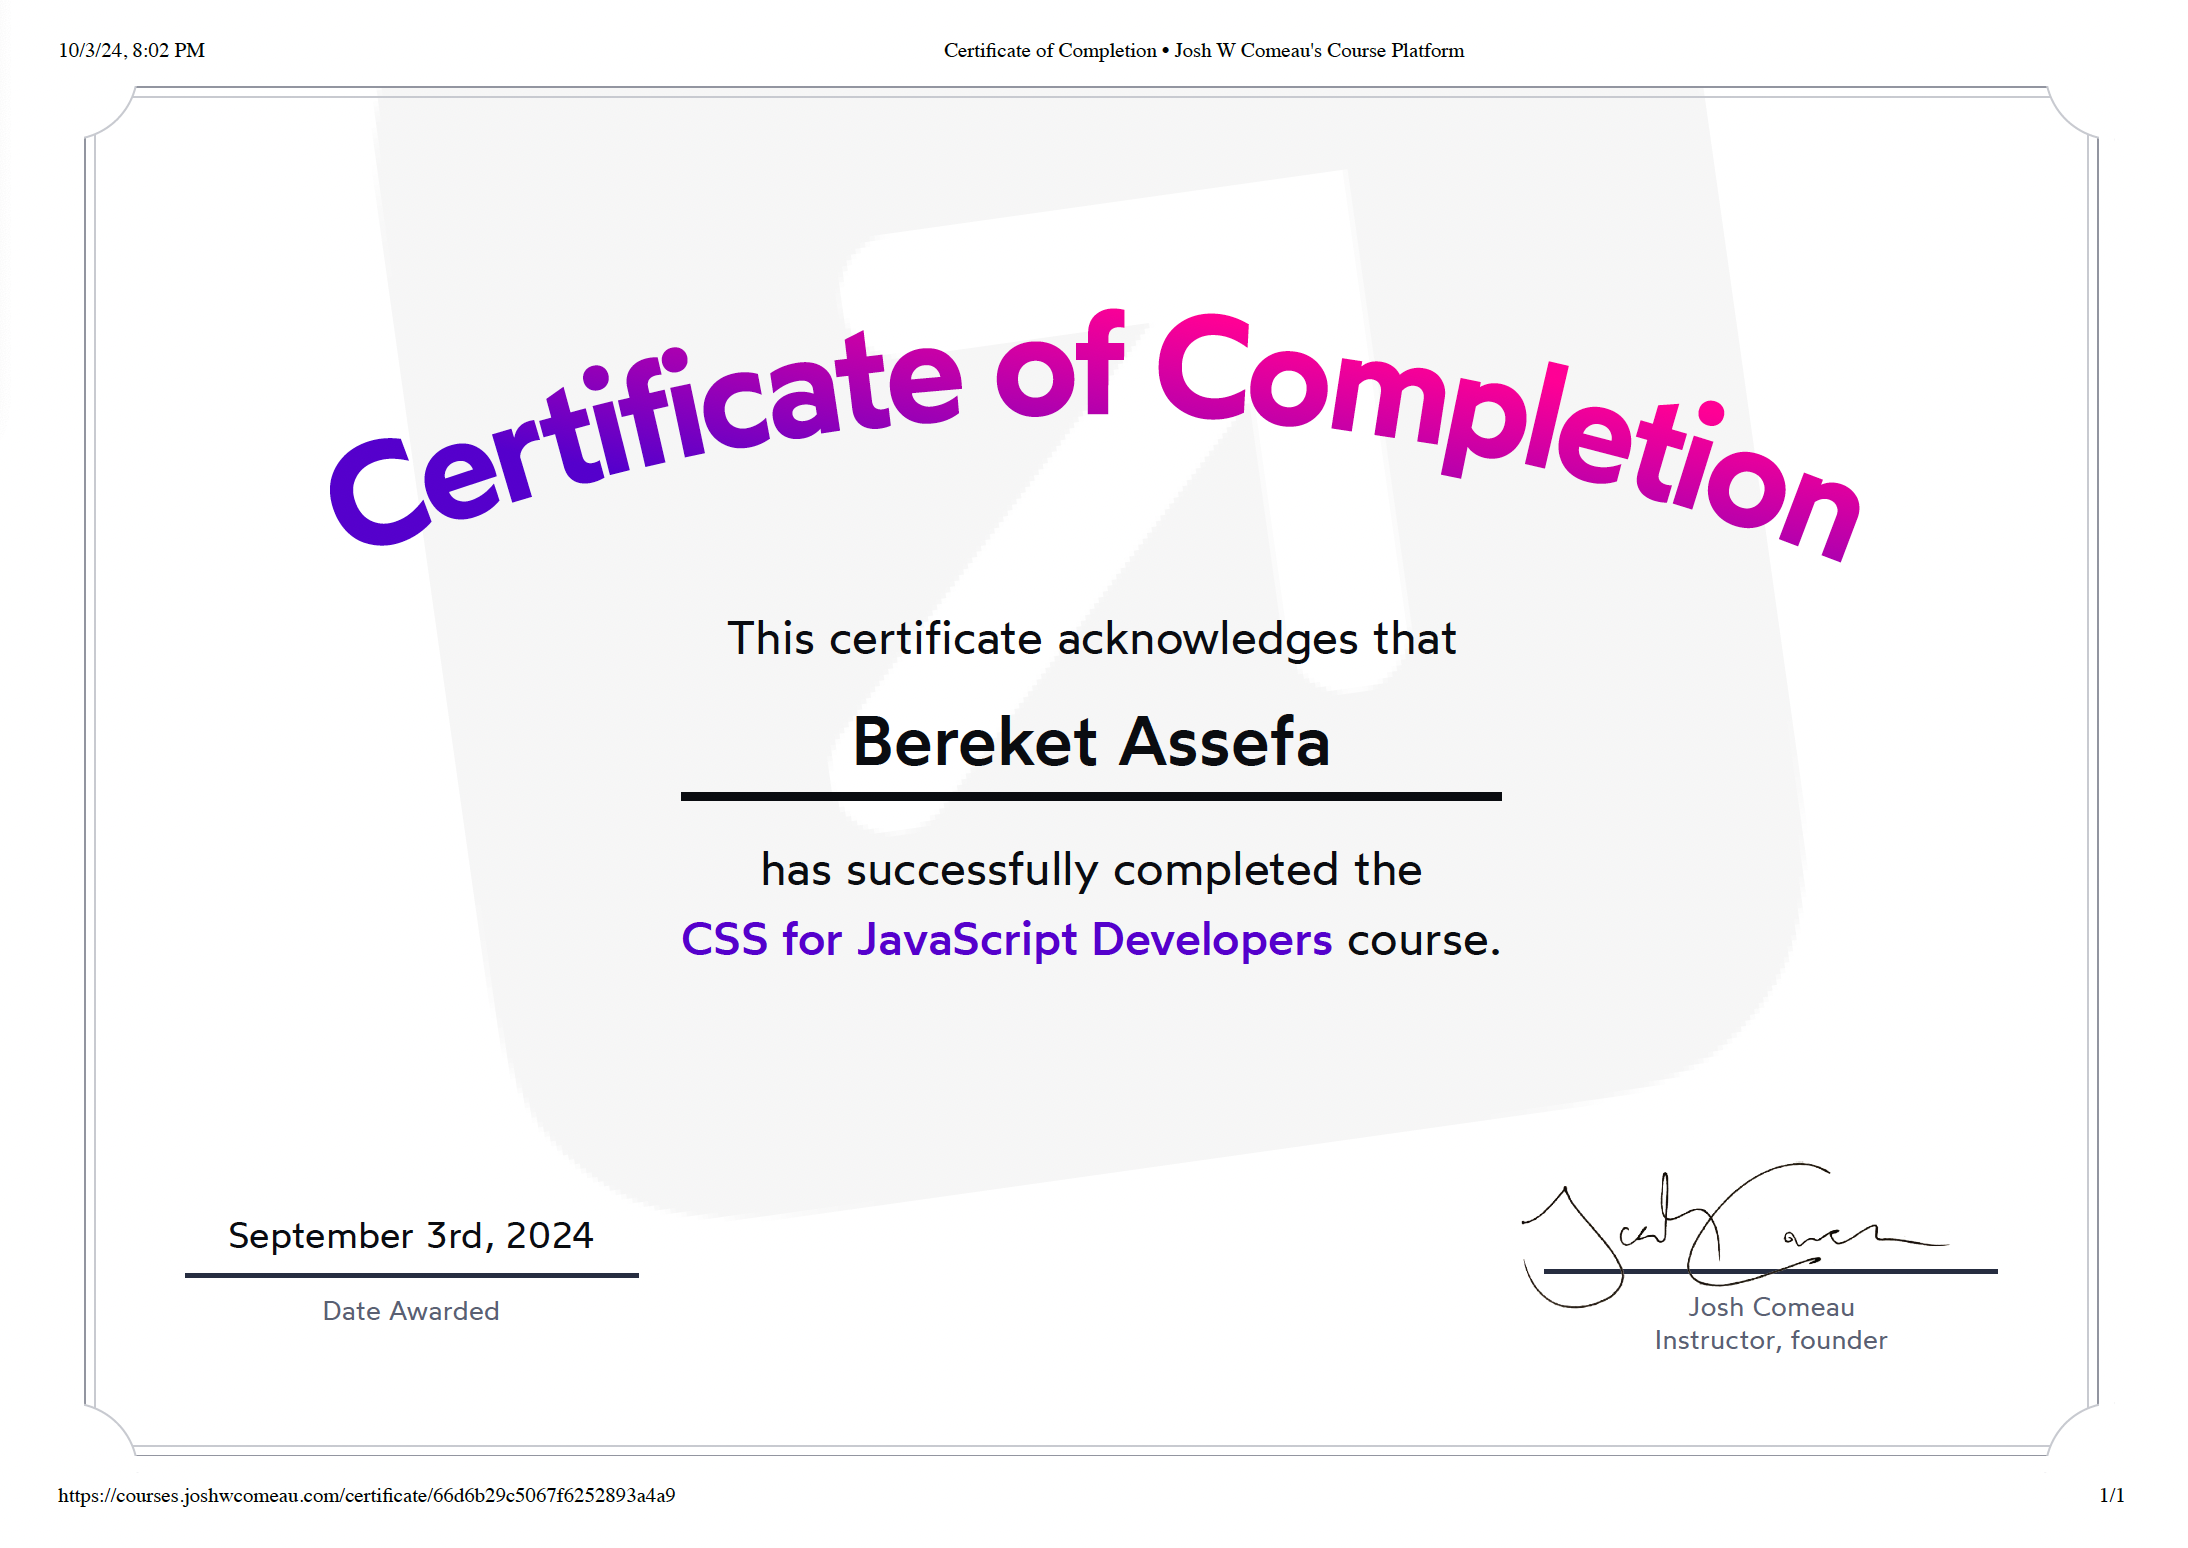 10/3/24, 8:02 PM
Certificate of Completion • Josh W Comeau's Course Platform
Certificate of Completion
This certificate acknowledges that
Bereket Assefa
has successfully completed the
CSS for JavaScript Developers course.
September 3rd, 2024
Date Awarded
Josh Comeau
Josh Comeau
Instructor, founder
https://courses.joshwcomeau.com/certificate/66d6b29c5067f6252893a4a9
1/1